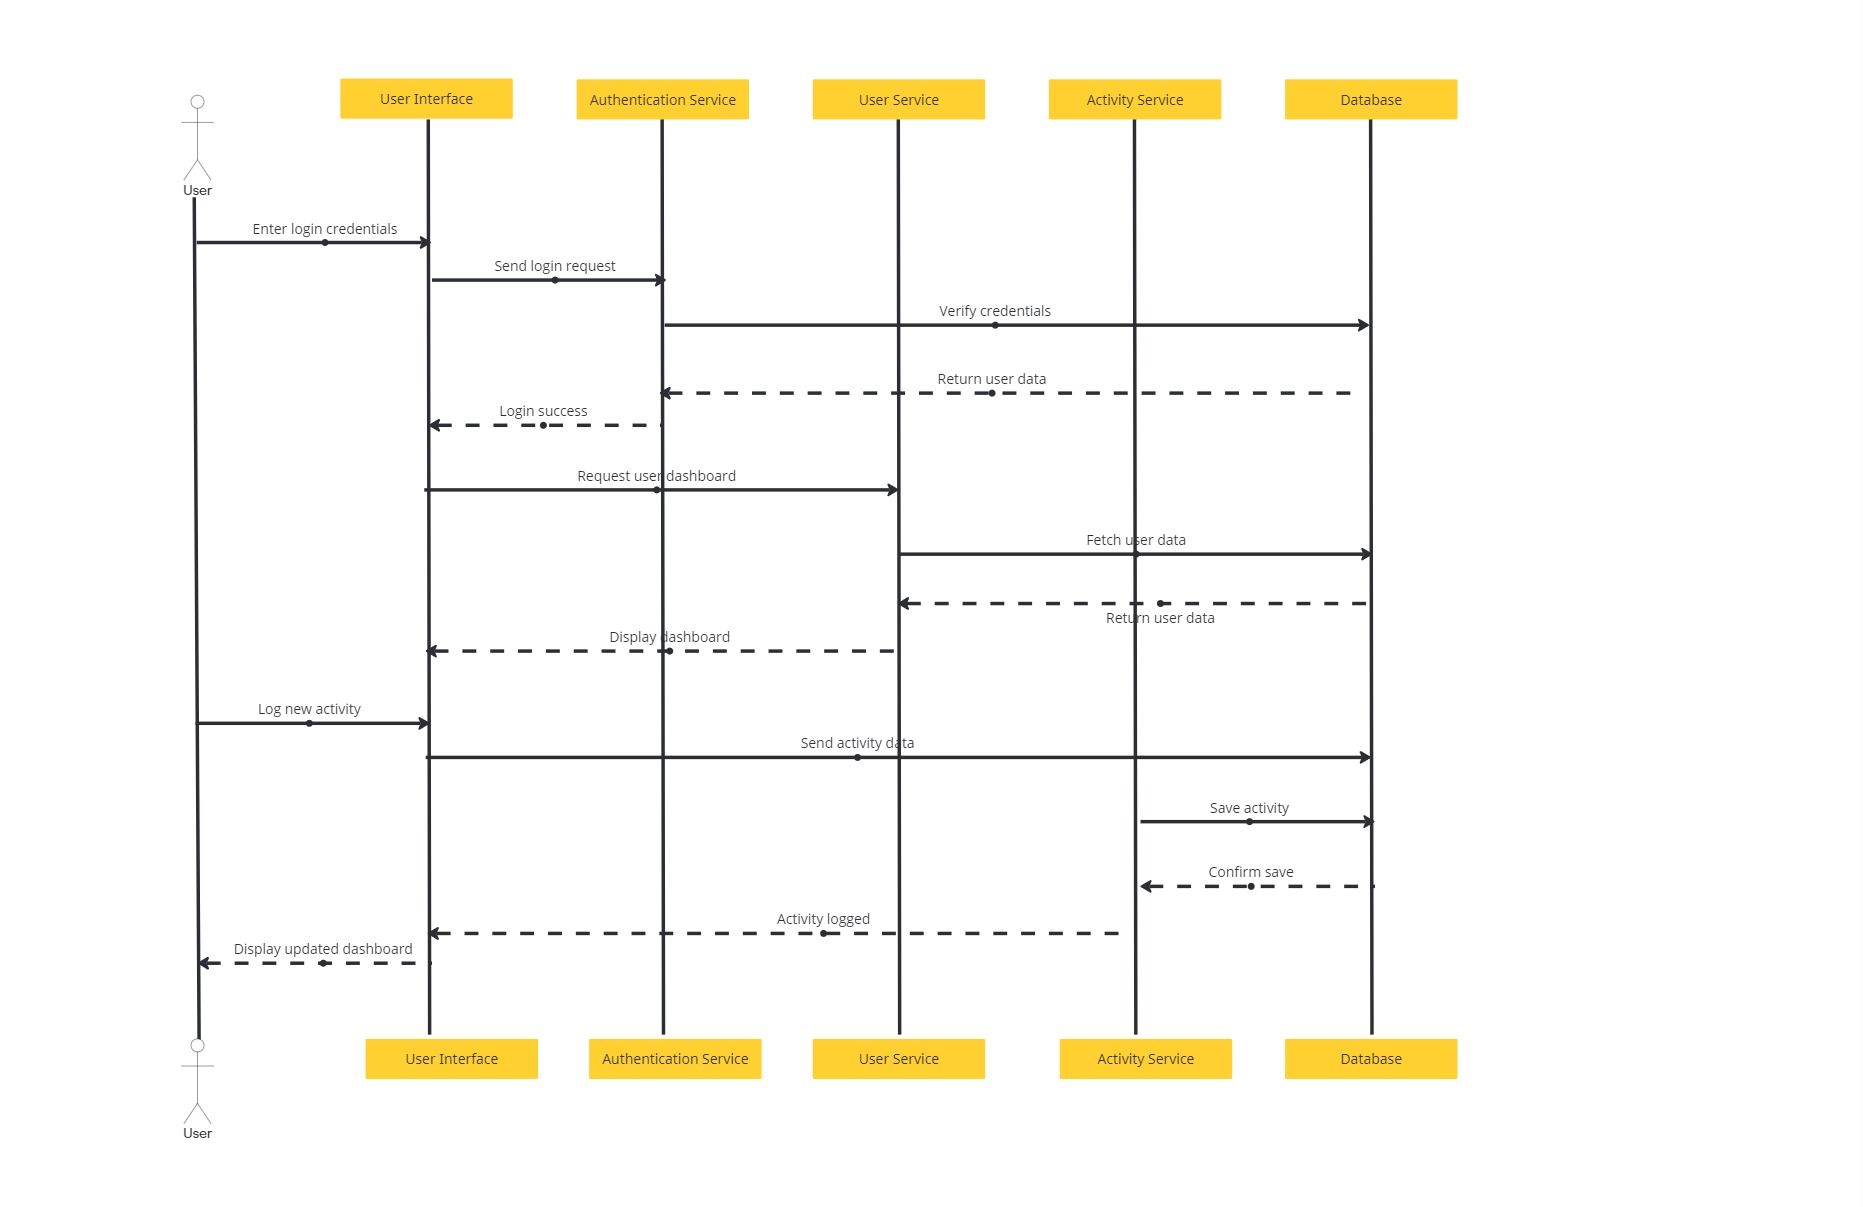 User Interface
Authentication Service
User Service
Activity Service
Database
User
Enter login credentials
Send login request
Verify credentials
Return user data
Login success
Request user dashboard
Fetch user data
Return user data
Display dashboard
Log new activity
Send activity data
Save activity
Confirm save
Activity logged
Display updated dashboard
User Interface
Authentication Service
User Service
Activity Service
Database
User